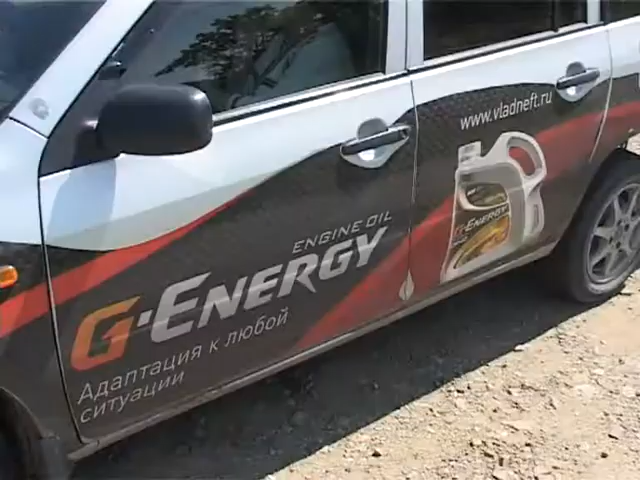 www.vladneft.ru
ENGINE OIL
G-ENERGY
Адаптация к любой
ситуации
G-ENERGY